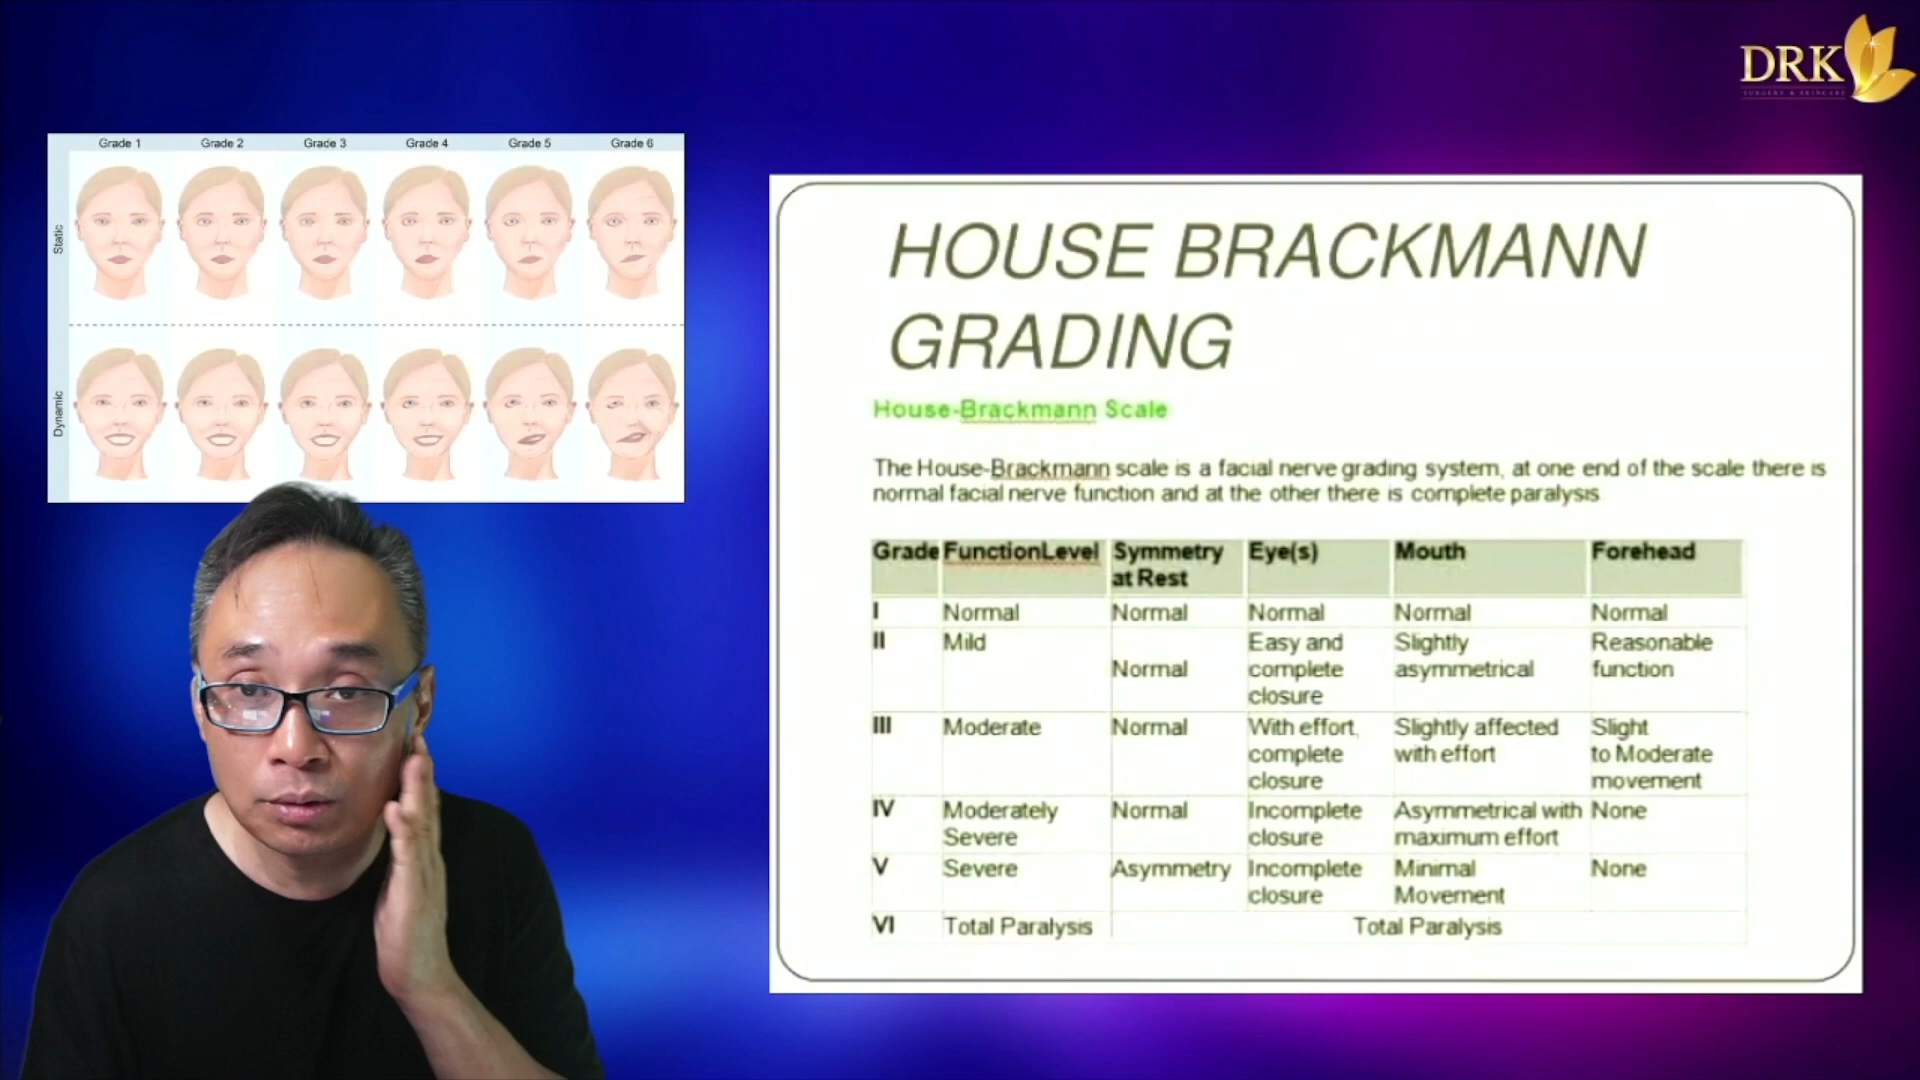 DRK
SURGERY & SKINCARE
Grade 1 Grade 2 Grade 3 Grade 4 Grade 5 Grade 6
Static
Dynamic
HOUSE BRACKMANN
GRADING
House-Brackmann Scale
The House-Brackmann scale is a facial nerve grading system, at one end of the scale there is
normal facial nerve function and at the other there is complete paralysis
Grade FunctionLevel Symmetry at Rest Eye(s) Mouth Forehead
I Normal Normal Normal Normal Normal
II Mild Normal Easy and complete closure Slightly asymmetrical Reasonable function
III Moderate Normal With effort, complete closure Slightly affected with effort Slight to Moderate movement
IV Moderately Severe Normal Incomplete closure Asymmetrical with maximum effort None
V Severe Asymmetry Incomplete closure Minimal Movement None
VI Total Paralysis Total Paralysis